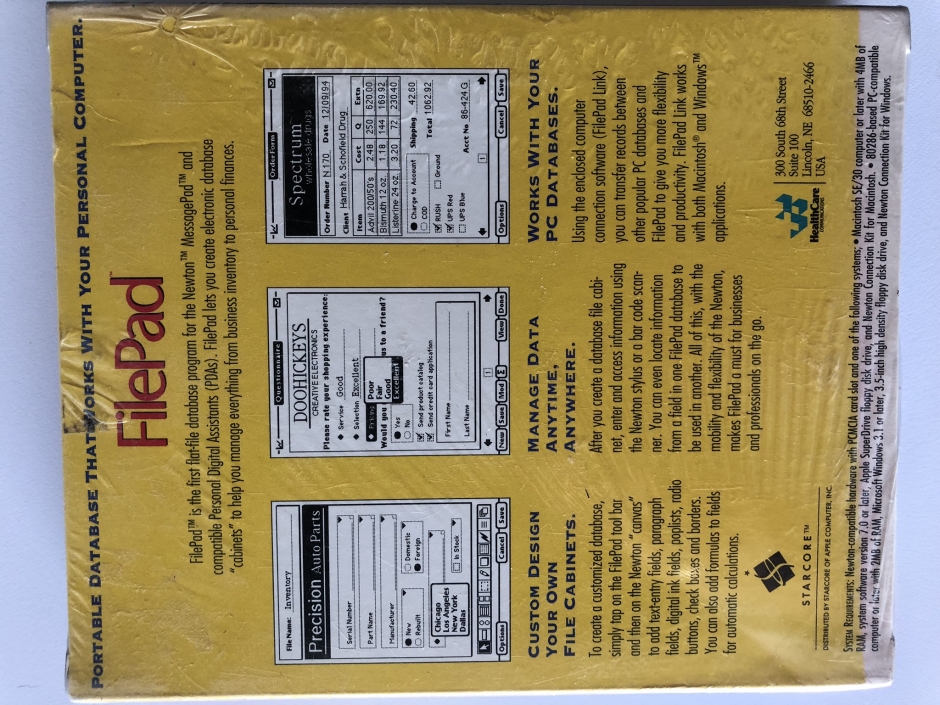 PORTABLE DATABASE THAT WORKS WITH YOUR PERSONAL COMPUTER.
FilePad
FilePad™ is the first flat-file database program for the Newton™ MessagePad™ and
compatible Personal Digital Assistants (PDAs). FilePad lets you create electronic database
"cabinets" to help you manage everything from business inventory to personal finances.
File Name: Inventory
Precision Auto Parts
Serial Number
Part Name
Manufacturer
New
Rebuilt
Domestic
Foreign
Chicago
Los Angeles
New York
Dallas
In Stock
Options
Cancel
Save
CUSTOM DESIGN
YOUR OWN
FILE CABINETS.
To create a customized database,
simply tap on the FilePad tool bar
and then on the Newton "canvas"
to add text-entry fields, paragraph
fields, digital ink fields, poplists, radio
buttons, check boxes and borders.
You can also add formulas to fields
for automatic calculations.
Questionnaire
DOOHICKEYS
CREATIVE ELECTRONICS
Please rate your shopping experience:
Service Good
Selection Excellent
Pricing
Poor
Fair
Good
Excellent
Would you
us to a friend?
Yes
No
Send product catalog
Send credit card application
First Name
Last Name
New
Save
Mod
Σ
View
Done
MANAGE DATA
ANYTIME,
ANYWHERE.
After you create a database file cabi-
net, enter and access information using
the Newton stylus or a bar code scan-
ner. You can even locate information
from a field in one FilePad database to
be used in another. All of this, with the
mobility and flexibility of the Newton,
makes FilePad a must for businesses
and professionals on the go.
OrderForm
Spectrum
wholesale drugs
Order Number N 170 Date 12/09/94
Client Harrah & Schofield Drug
Item Cost Q Extn
Advil 200/50's 2.48 250 620.00
Bismuth 12 oz. 1.18 144 169.92
Listerine 24 oz. 3.20 72 230.40
Charge to Account Shipping 42.60
COD
Total 1062.92
RUSH
Ground
UPS Red
UPS Blue
Acct No 86-424G
Options
1
Cancel
Save
WORKS WITH YOUR
PC DATABASES.
Using the enclosed computer
connection software (FilePad Link),
you can transfer records between
other popular PC databases and
FilePad to give you more flexibility
and productivity. FilePad Link works
with both Macintosh® and Windows™
applications.
STARCORE™
DISTRIBUTED BY STARCORE OF APPLE COMPUTER, INC.
HealthCare
COMMUNICATIONS
300 South 68th Street
Suite 100
Lincoln, NE 68510-2466
USA
SYSTEM REQUIREMENTS: Newton-compatible hardware with PCMCIA card slot and one of the following systems; • Macintosh SE/30 computer or later with 4MB of
RAM, system software version 7.0 or later, Apple SuperDrive floppy disk drive, and Newton Connection Kit for Macintosh. • 80286-based PC-compatible
computer or later with 2MB of RAM, Microsoft Windows 3.1 or later, 3.5-inch high density floppy disk drive, and Newton Connection Kit for Windows.